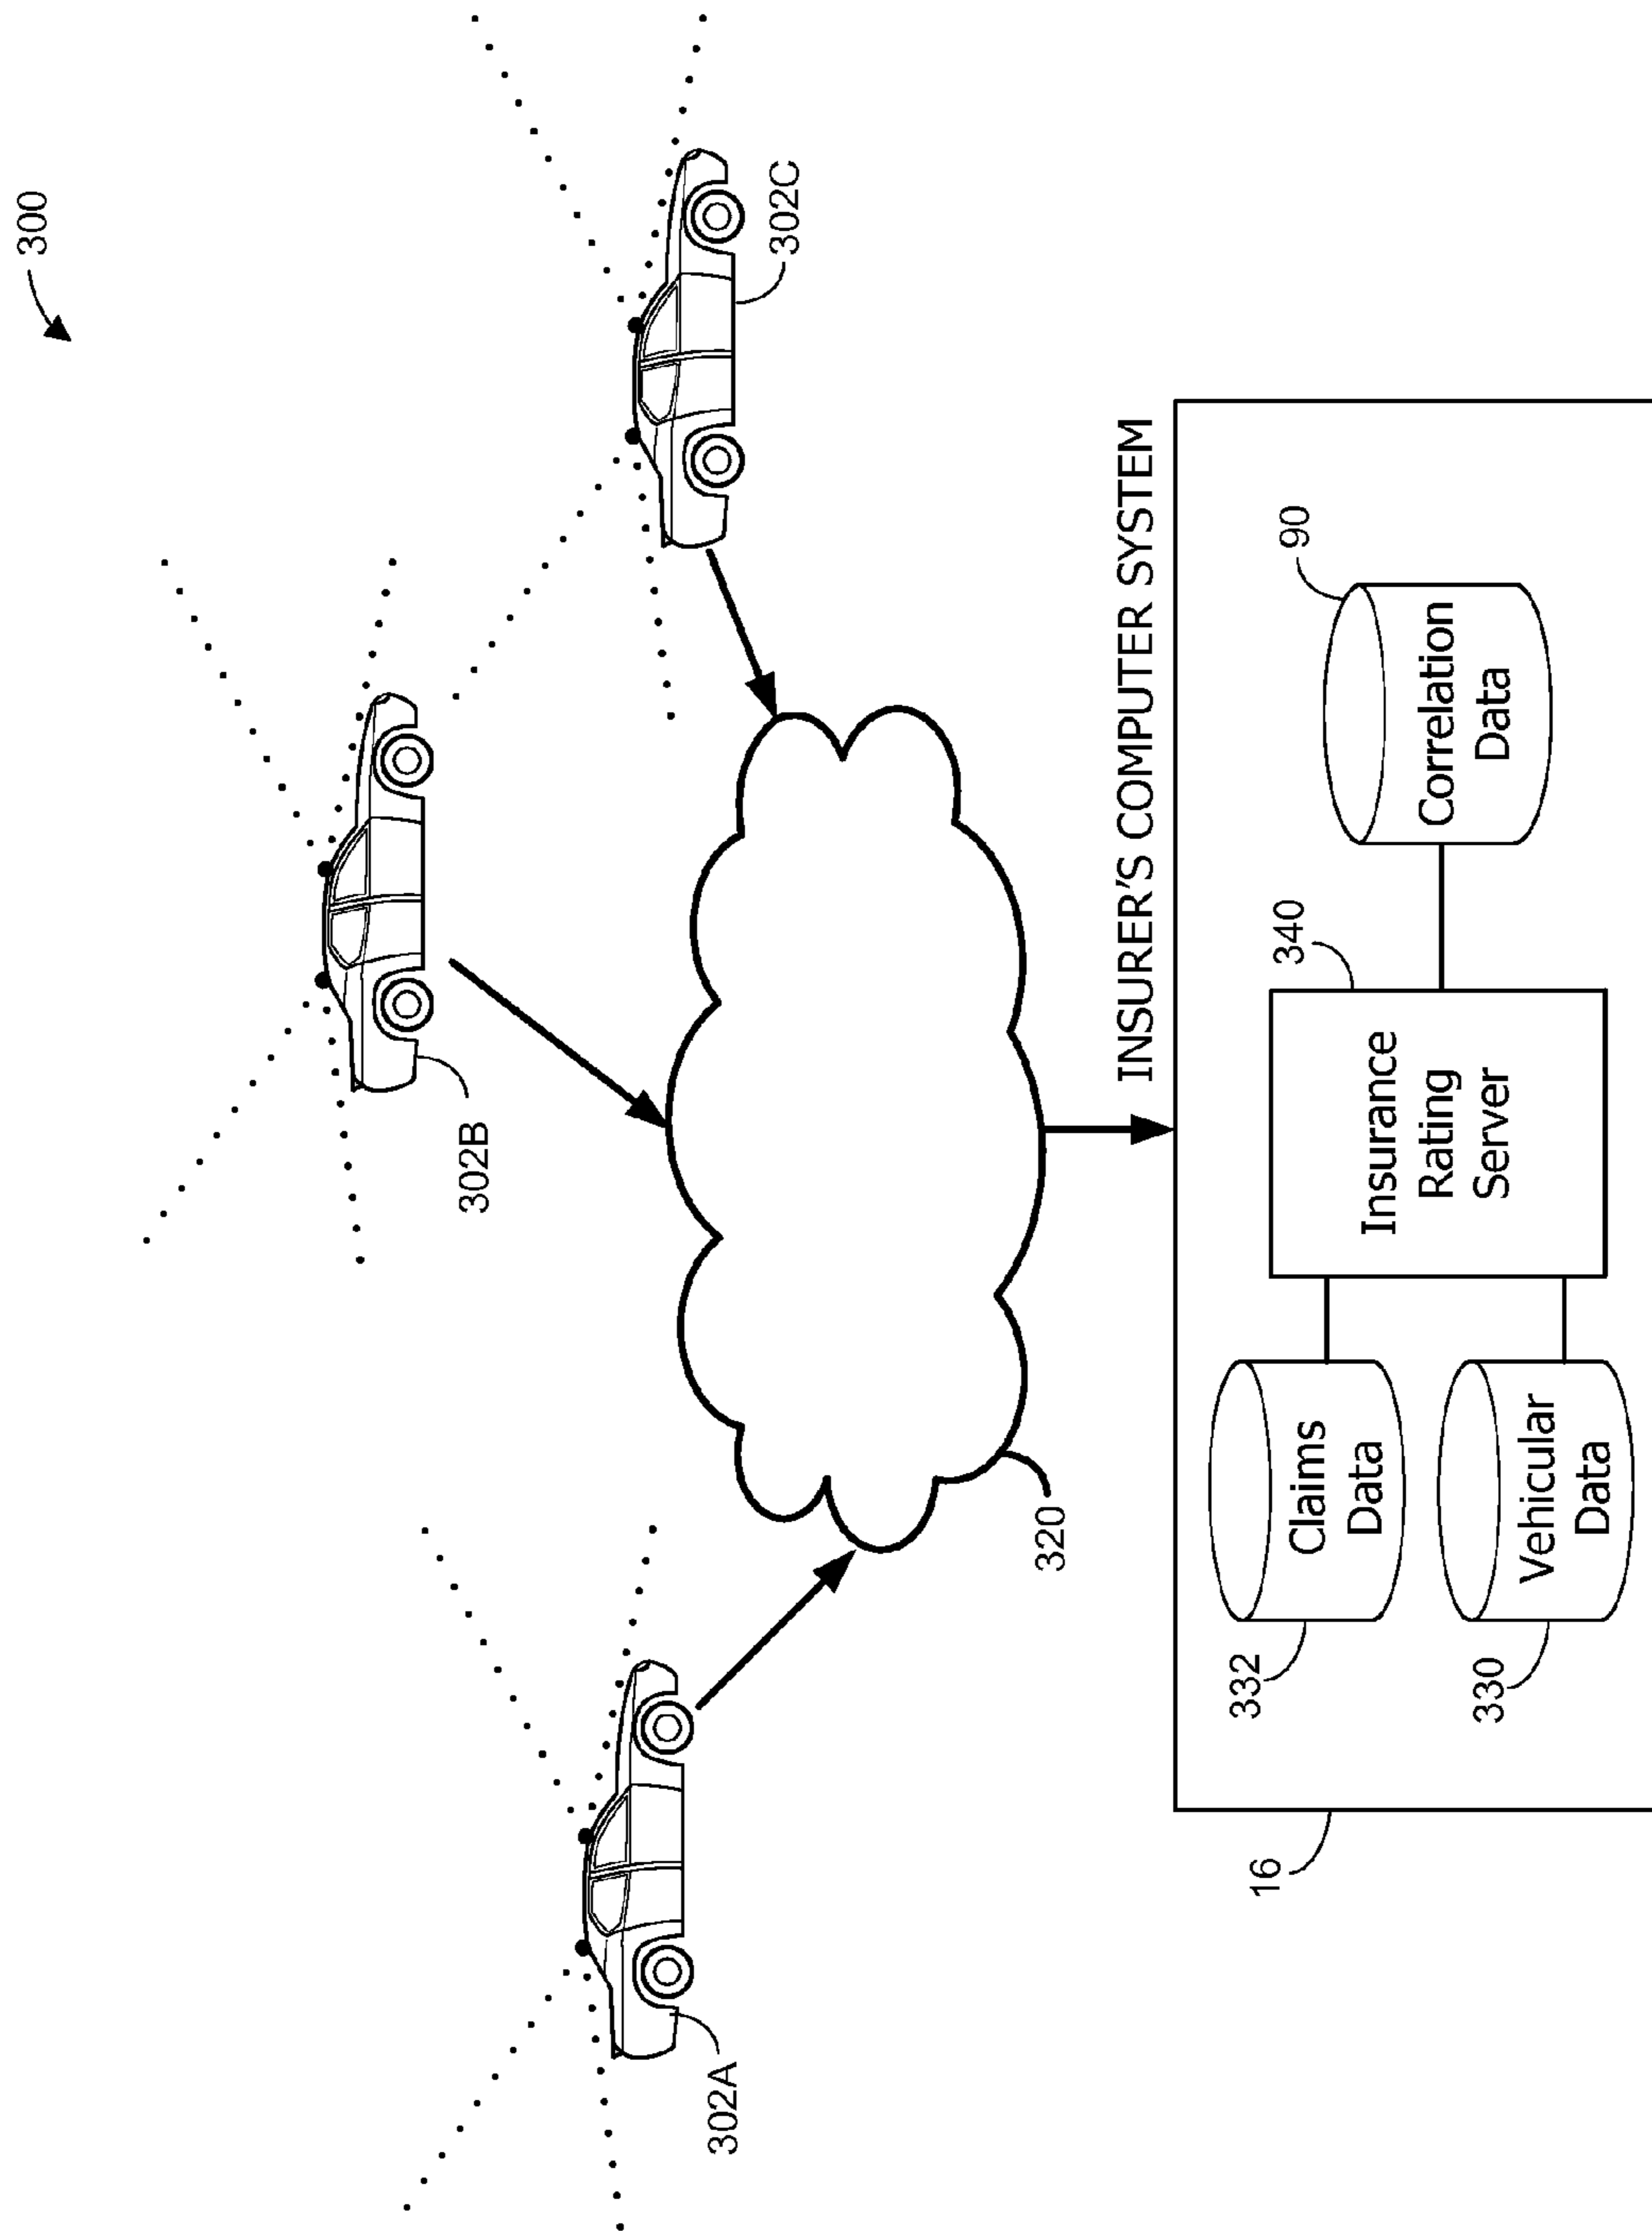 300
302B
302A
302C
320
INSURER'S COMPUTER SYSTEM
16
332
Claims
Data
330
Vehicular
Data
340
Insurance
Rating
Server
90
Correlation
Data